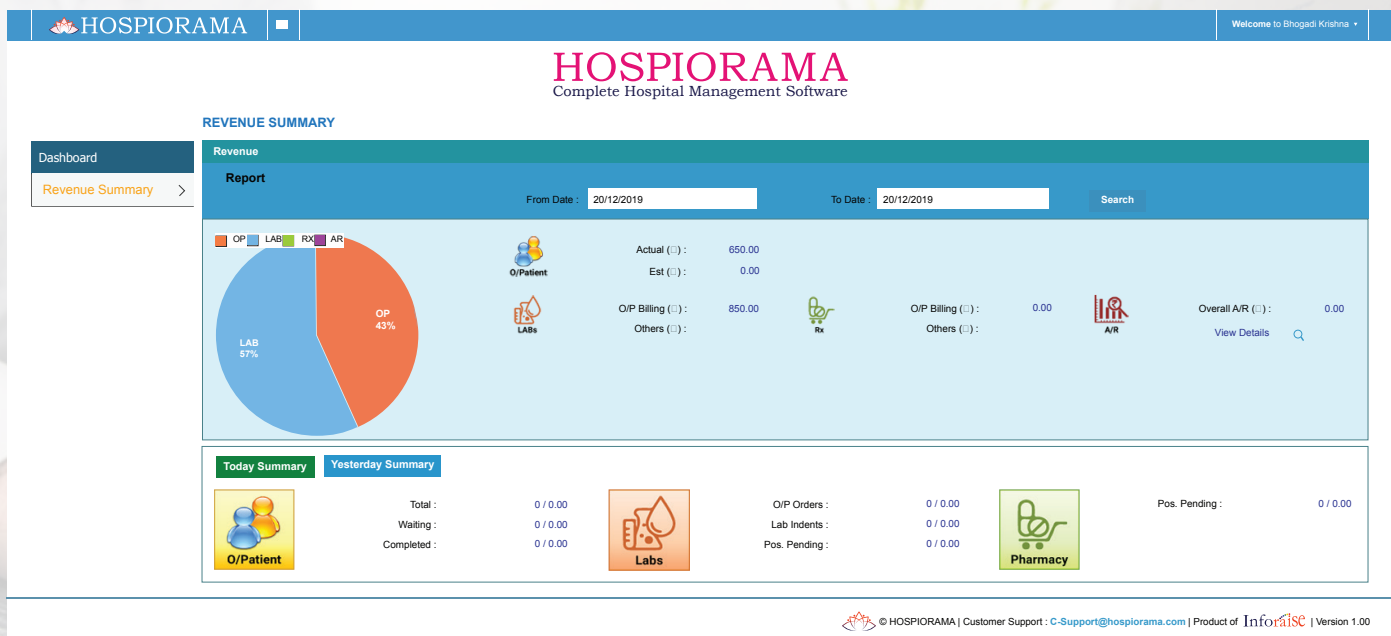 HOSPIORAMA
Welcome to Bhogadi Krishna
HOSPIORAMA
Complete Hospital Management Software
REVENUE SUMMARY
Dashboard
Revenue Summary
Revenue
Report
From Date : 20/12/2019 To Date : 20/12/2019 Search
OP LAB RX AR
OP
43%
LAB
57%
O/Patient
Actual (□) : 650.00
Est (□) : 0.00
LABs
O/P Billing (□) : 850.00
Others (□) :
Rx
O/P Billing (□) : 0.00
Others (□) :
A/R
Overall A/R (□) : 0.00
View Details
Today Summary Yesterday Summary
O/Patient
Total : 0 / 0.00
Waiting : 0 / 0.00
Completed : 0 / 0.00
Labs
O/P Orders : 0 / 0.00
Lab Indents : 0 / 0.00
Pos. Pending : 0 / 0.00
Pharmacy
Pos. Pending : 0 / 0.00
© HOSPIORAMA | Customer Support : C-Support@hospiorama.com | Product of Inforaise | Version 1.00